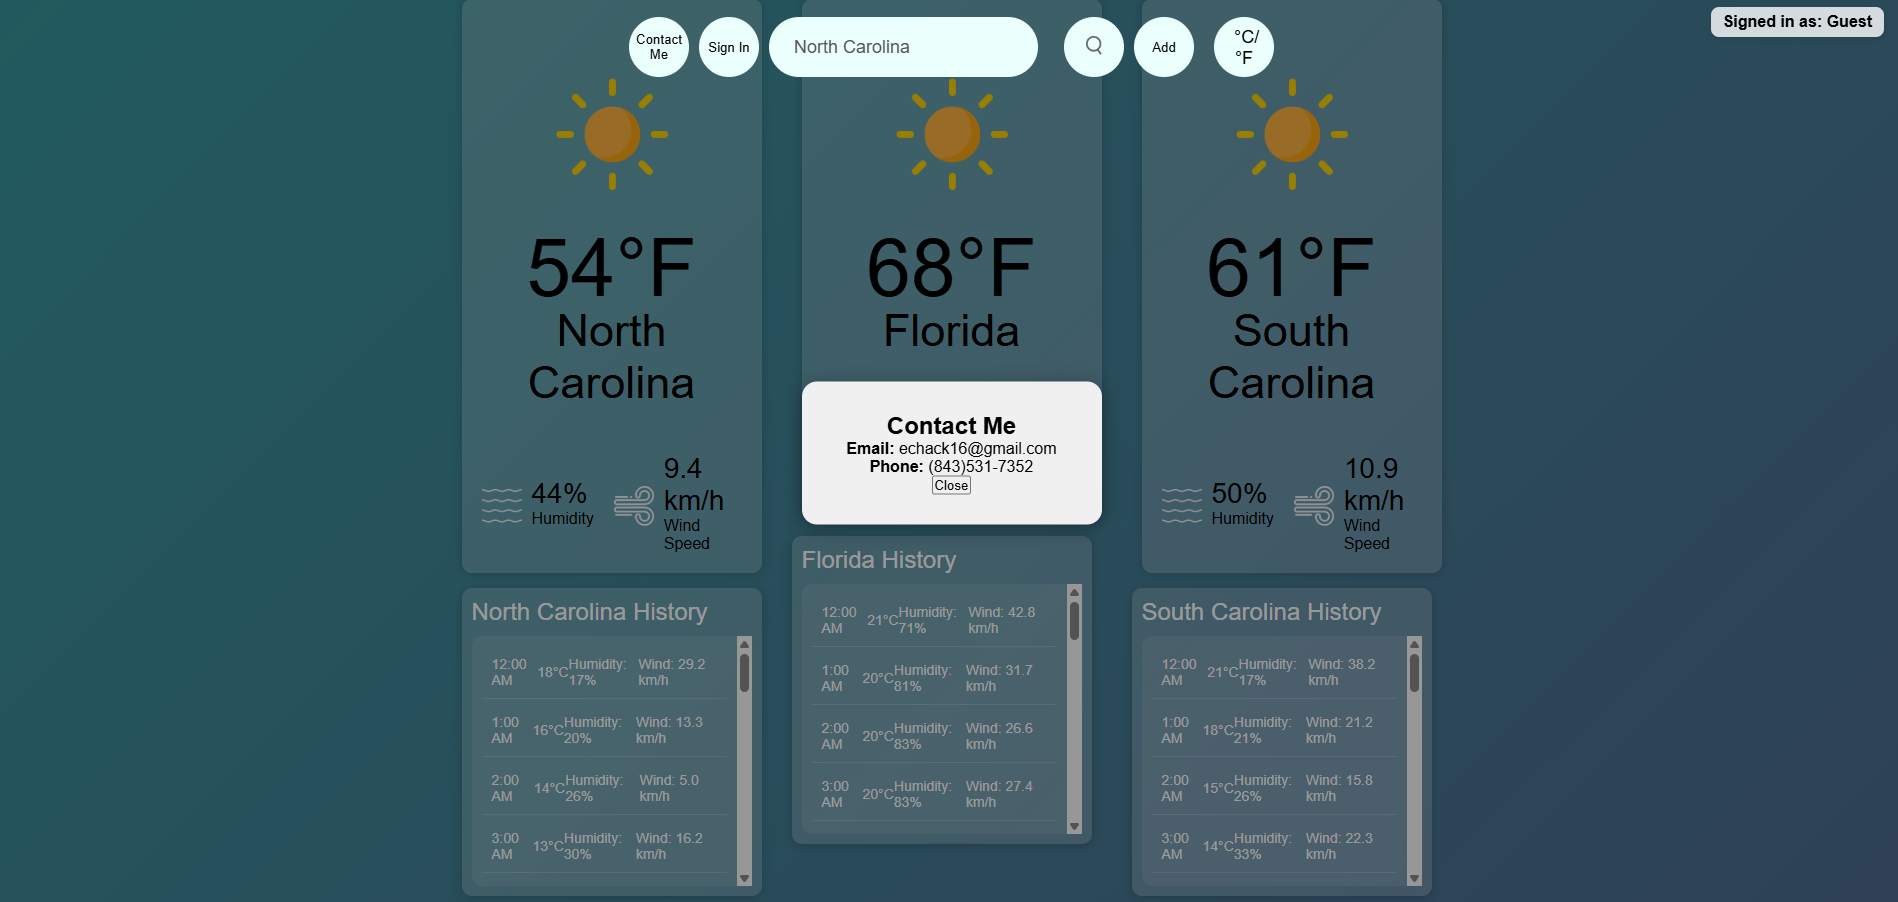 Contact
Me
Sign In
North Carolina
Add
°C/
°F
Signed in as: Guest
54°F
North
Carolina
44%
Humidity
9.4
km/h
Wind
Speed
68°F
Florida
61°F
South
Carolina
50%
Humidity
10.9
km/h
Wind
Speed
Contact Me
Email: echack16@gmail.com
Phone: (843)531-7352
Close
North Carolina History
12:00
AM
18°C
Humidity:
17%
Wind: 29.2
km/h
1:00
AM
16°C
Humidity:
20%
Wind: 13.3
km/h
2:00
AM
14°C
Humidity:
26%
Wind: 5.0
km/h
3:00
AM
13°C
Humidity:
30%
Wind: 16.2
km/h
Florida History
12:00
AM
21°C
Humidity:
71%
Wind: 42.8
km/h
1:00
AM
20°C
Humidity:
81%
Wind: 31.7
km/h
2:00
AM
20°C
Humidity:
83%
Wind: 26.6
km/h
3:00
AM
20°C
Humidity:
83%
Wind: 27.4
km/h
South Carolina History
12:00
AM
21°C
Humidity:
17%
Wind: 38.2
km/h
1:00
AM
18°C
Humidity:
21%
Wind: 21.2
km/h
2:00
AM
15°C
Humidity:
26%
Wind: 15.8
km/h
3:00
AM
14°C
Humidity:
33%
Wind: 22.3
km/h